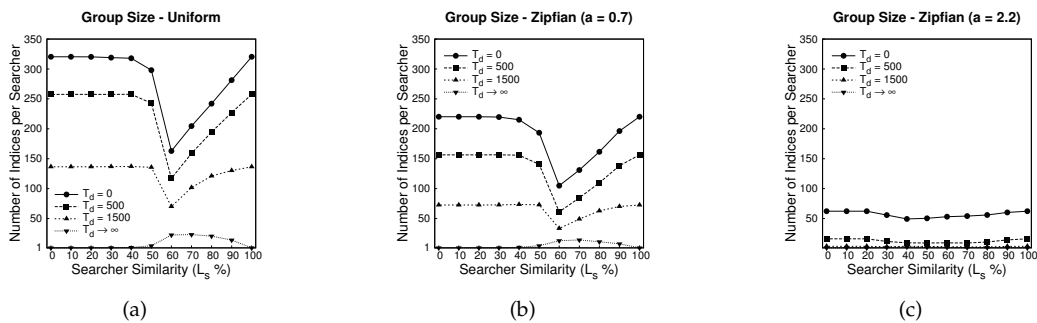 Group Size - Uniform
Number of Indices per Searcher
350
300
250
200
150
100
50
1
T_d = 0
T_d = 500
T_d = 1500
T_d → ∞
0 10 20 30 40 50 60 70 80 90 100
Searcher Similarity (L_s %)
(a)
Group Size - Zipfian (a = 0.7)
Number of Indices per Searcher
350
300
250
200
150
100
50
1
T_d = 0
T_d = 500
T_d = 1500
T_d → ∞
0 10 20 30 40 50 60 70 80 90 100
Searcher Similarity (L_s %)
(b)
Group Size - Zipfian (a = 2.2)
Number of Indices per Searcher
350
300
250
200
150
100
50
1
T_d = 0
T_d = 500
T_d = 1500
T_d → ∞
0 10 20 30 40 50 60 70 80 90 100
Searcher Similarity (L_s %)
(c)